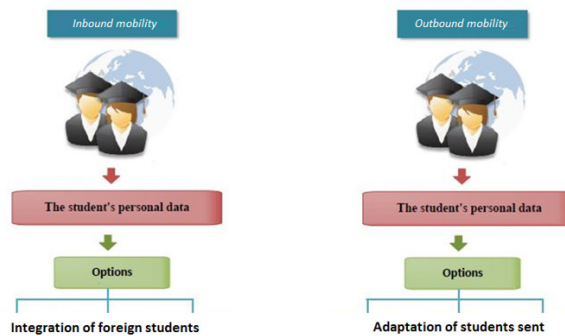 Inbound mobility
Outbound mobility
The student's personal data
The student's personal data
Options
Options
Integration of foreign students
Adaptation of students sent